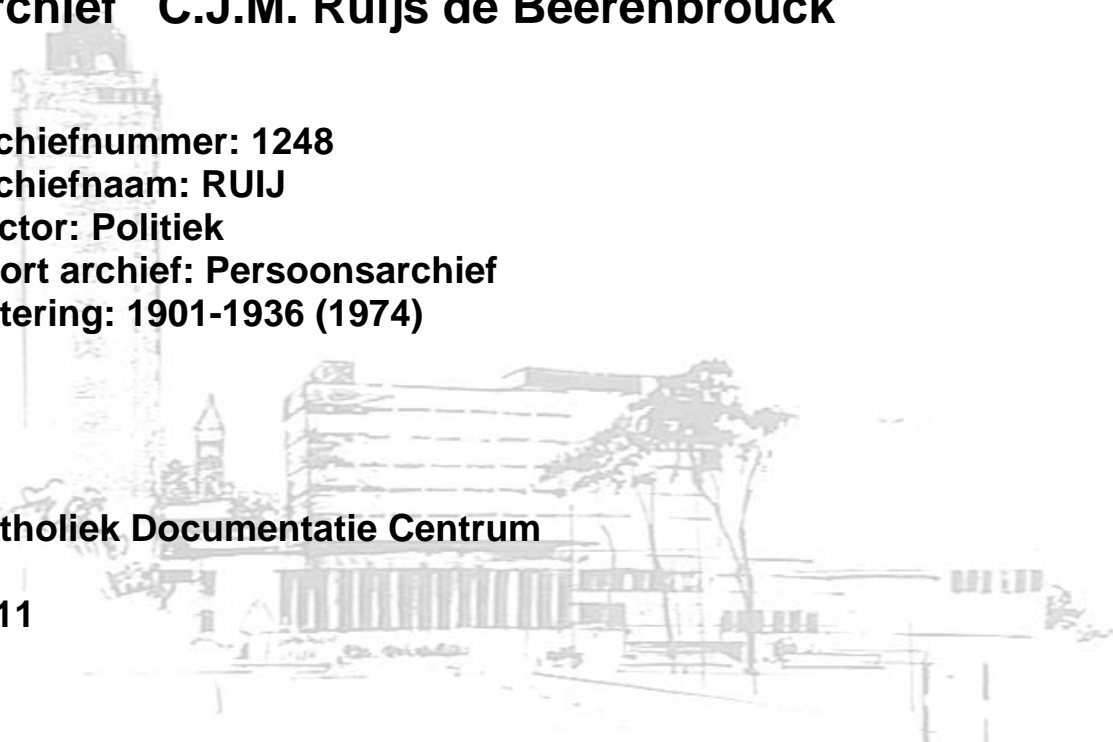 rchief C.J.M. Ruijs de Beerenbrouck
chiefnummer: 1248
chiefnaam: RUIJ
ctor: Politiek
ort archief: Persoonsarchief
tering: 1901-1936 (1974)
tholiek Documentatie Centrum
11